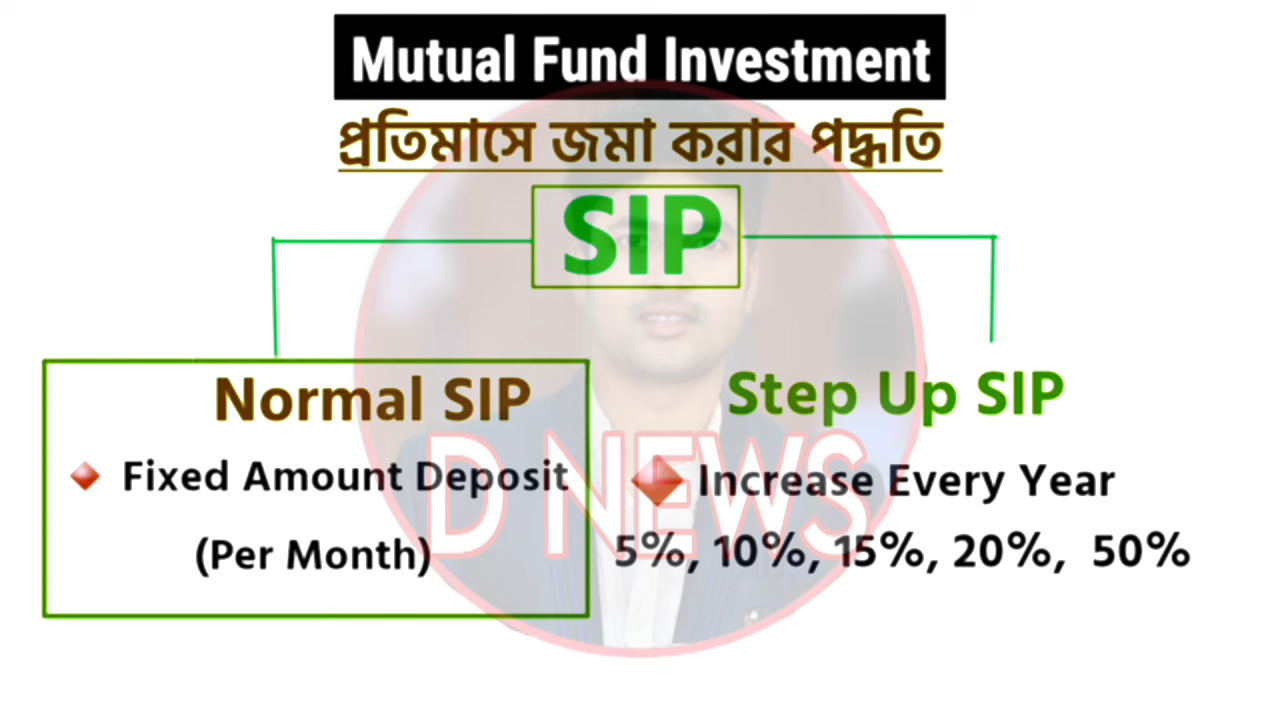 Mutual Fund Investment
প্রতিমাসে জমা করার পদ্ধতি
SIP
Normal SIP
Fixed Amount Deposit
(Per Month)
Step Up SIP
Increase Every Year
5%, 10%, 15%, 20%, 50%
D NEWS